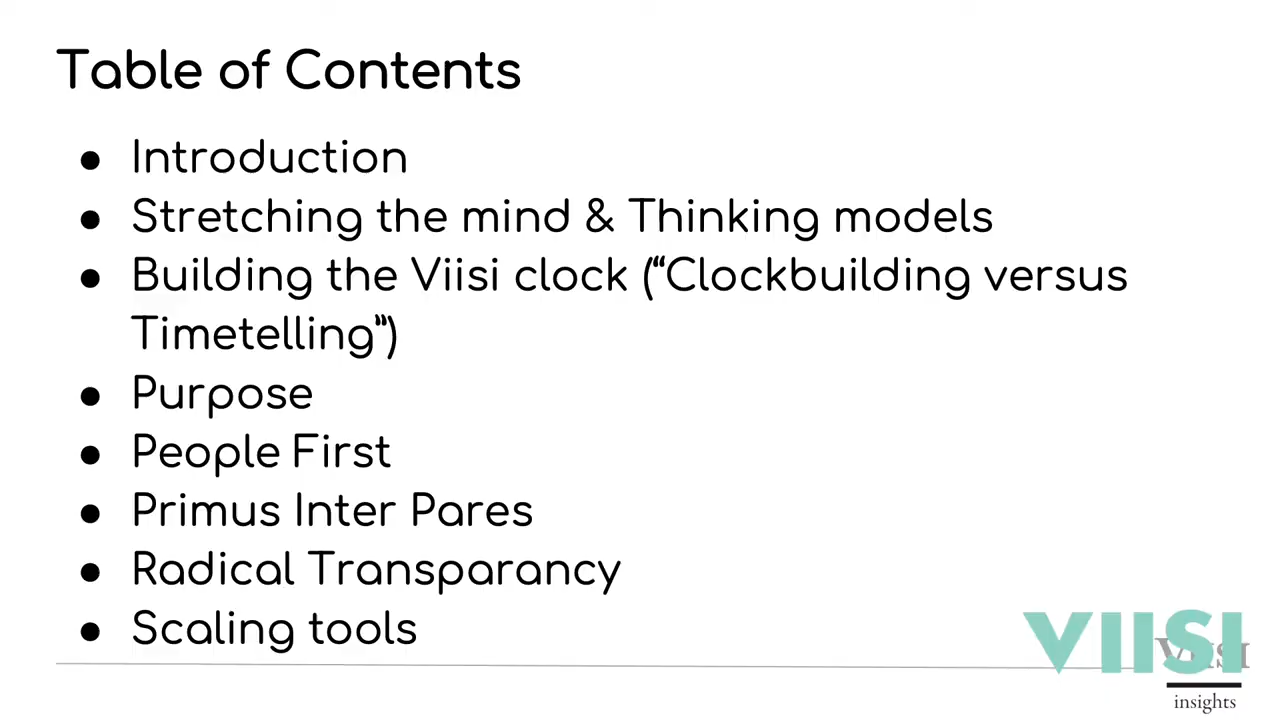 Table of Contents
● Introduction
● Stretching the mind & Thinking models
● Building the Viisi clock (“Clockbuilding versus
Timetelling”)
● Purpose
● People First
● Primus Inter Pares
● Radical Transparancy
● Scaling tools
VIISI
VIISI
insights